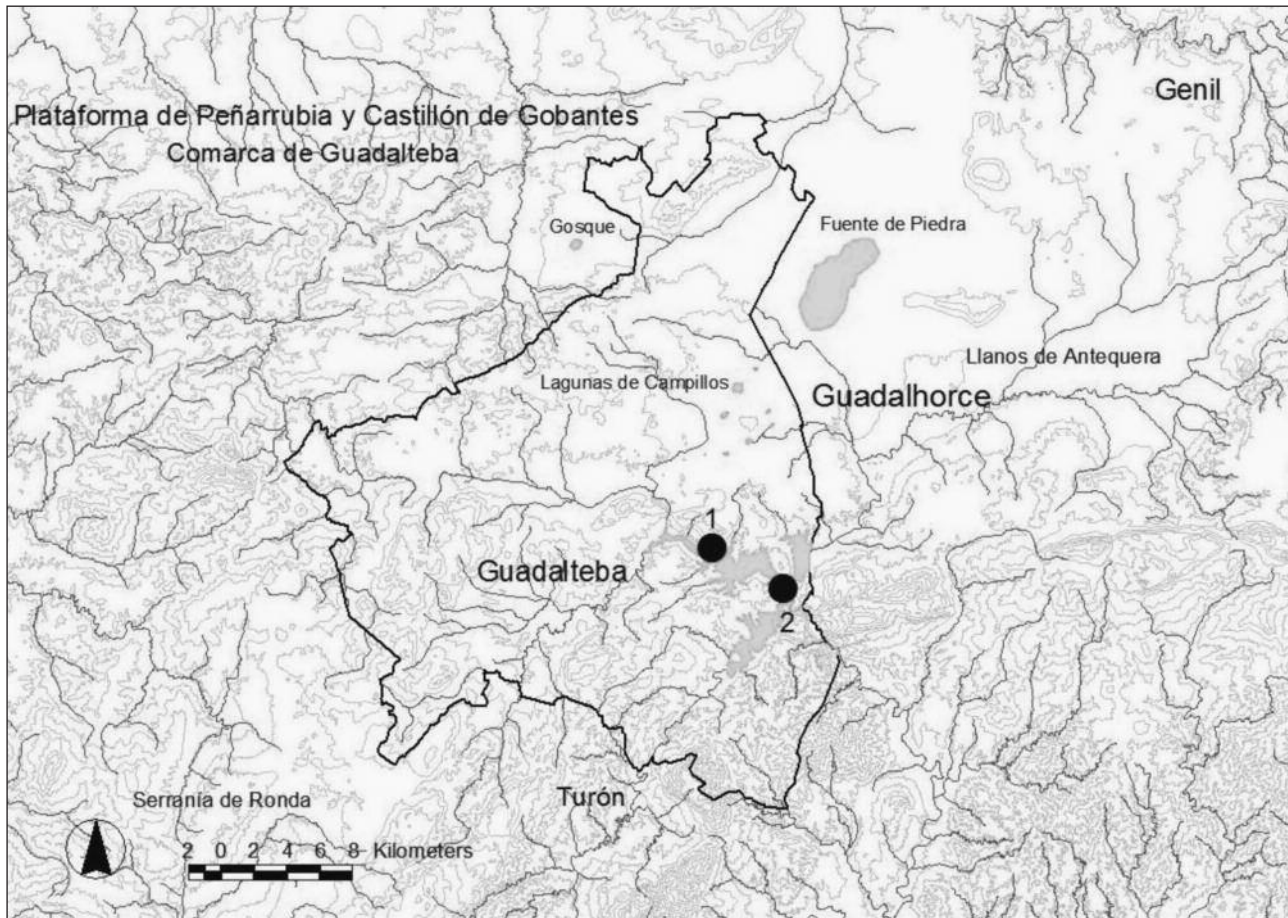 Genil
Plataforma de Peñarrubia y Castillón de Gobantes
Comarca de Guadalteba
Gosque
Fuente de Piedra
Llanos de Antequera
Lagunas de Campillos
Guadalhorce
1
Guadalteba
2
Serranía de Ronda
Turón
2 0 2 4 6 8 Kilometers